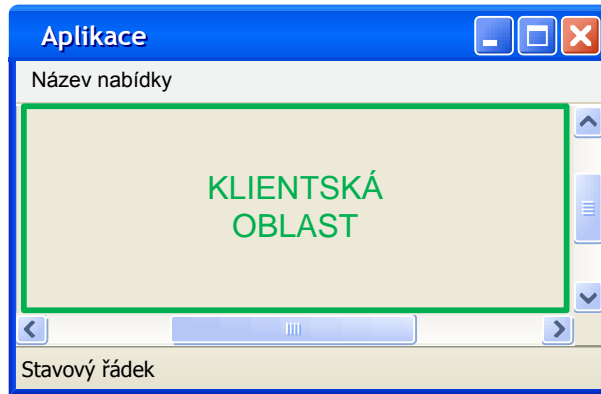 Aplikace
Název nabídky
KLIENTSKÁ
OBLAST
Stavový řádek